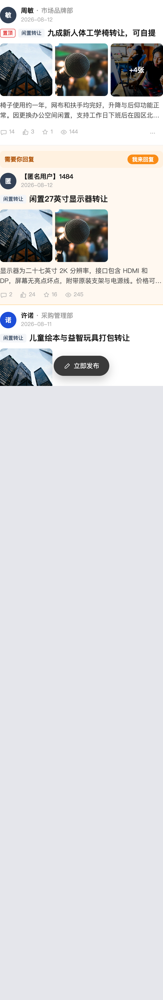 敏
周敏 · 市场品牌部
2026-08-12
置顶 闲置转让 九成新人体工学椅转让，可自提
+4张
椅子使用约一年，网布和扶手均完好，升降与后仰功能正
常。因更换办公空间闲置，支持工作日下班后在园区北...
14 3 1 144 ...
需要你回复 我来回复
匿
【匿名用户】1484
2026-08-12
闲置转让 闲置27英寸显示器转让
显示器为二十七英寸 2K 分辨率，接口包含 HDMI 和
DP，屏幕无亮点坏点，附带原装支架与电源线。价格可...
2 24 16 245
诺
许诺 · 采购管理部
2026-08-11
闲置转让 儿童绘本与益智玩具打包转让
立即发布